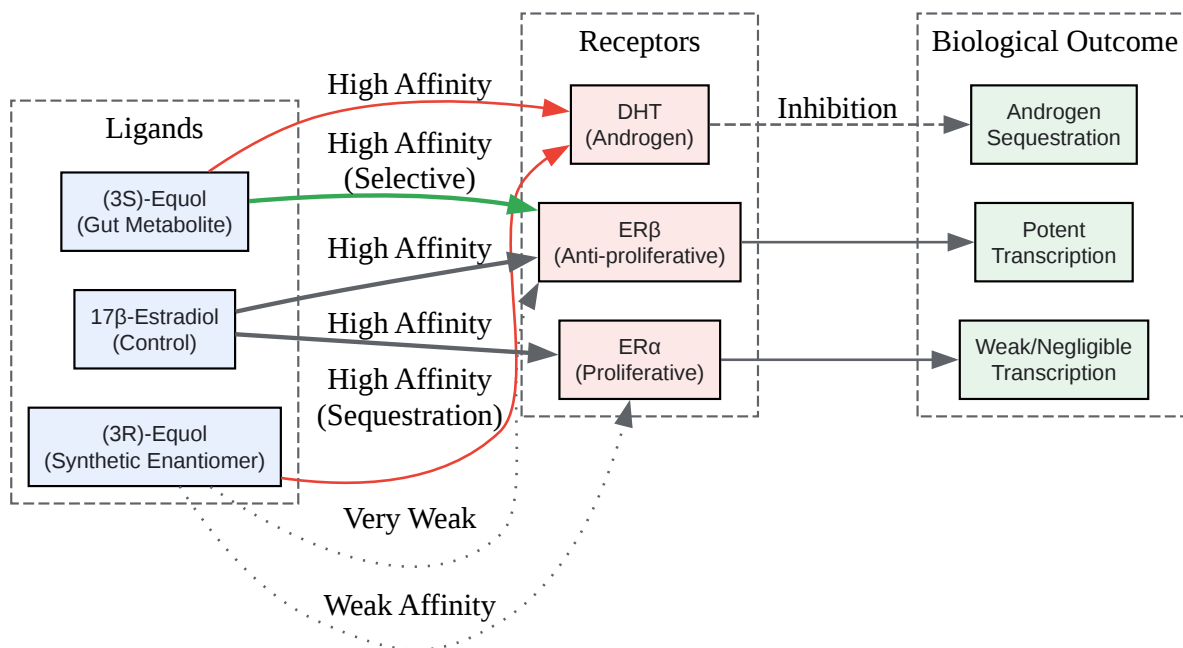 Ligands
(3S)-Equol
(Gut Metabolite)
17β-Estradiol
(Control)
(3R)-Equol
(Synthetic Enantiomer)
High Affinity
High Affinity
(Selective)
High Affinity
High Affinity
High Affinity
(Sequestration)
Very Weak
Weak Affinity
Receptors
DHT
(Androgen)
ERβ
(Anti-proliferative)
ERα
(Proliferative)
Inhibition
Biological Outcome
Androgen
Sequestration
Potent
Transcription
Weak/Negligible
Transcription